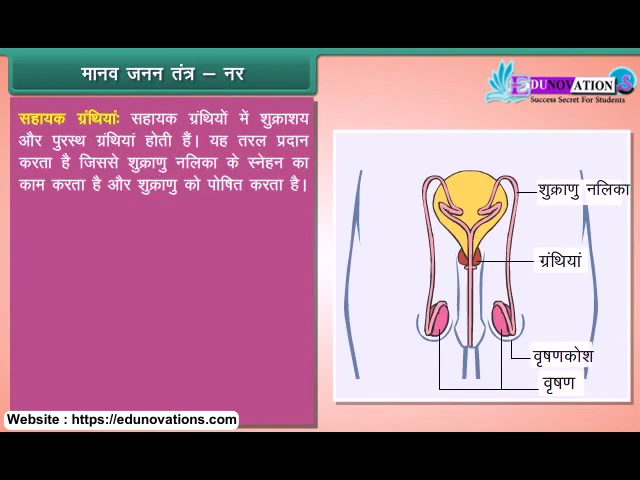 मानव जनन तंत्र – नर
EDUNOVATIONS
Success Secret For Students
सहायक ग्रंथियांः सहायक ग्रंथियों में शुक्राशय
और पुरस्थ ग्रंथियां होती हैं। यह तरल प्रदान
करता है जिससे शुक्राणु नलिका के स्नेहन का
काम करता है और शुक्राणु को पोषित करता है।
शुक्राणु नलिका
ग्रंथियां
वृषणकोश
वृषण
Website : https://edunovations.com